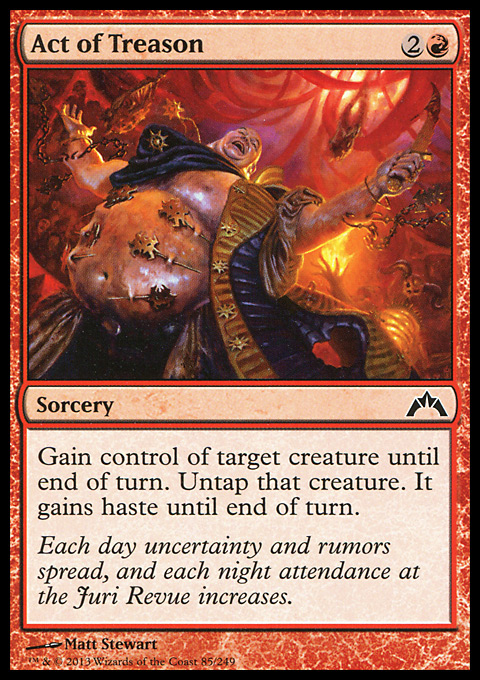 Act of Treason 2
Sorcery
Gain control of target creature until
end of turn. Untap that creature. It
gains haste until end of turn.
Each day uncertainty and rumors
spread, and each night attendance at
the Juri Revue increases.
Matt Stewart
™ & © 2013 Wizards of the Coast 85/249